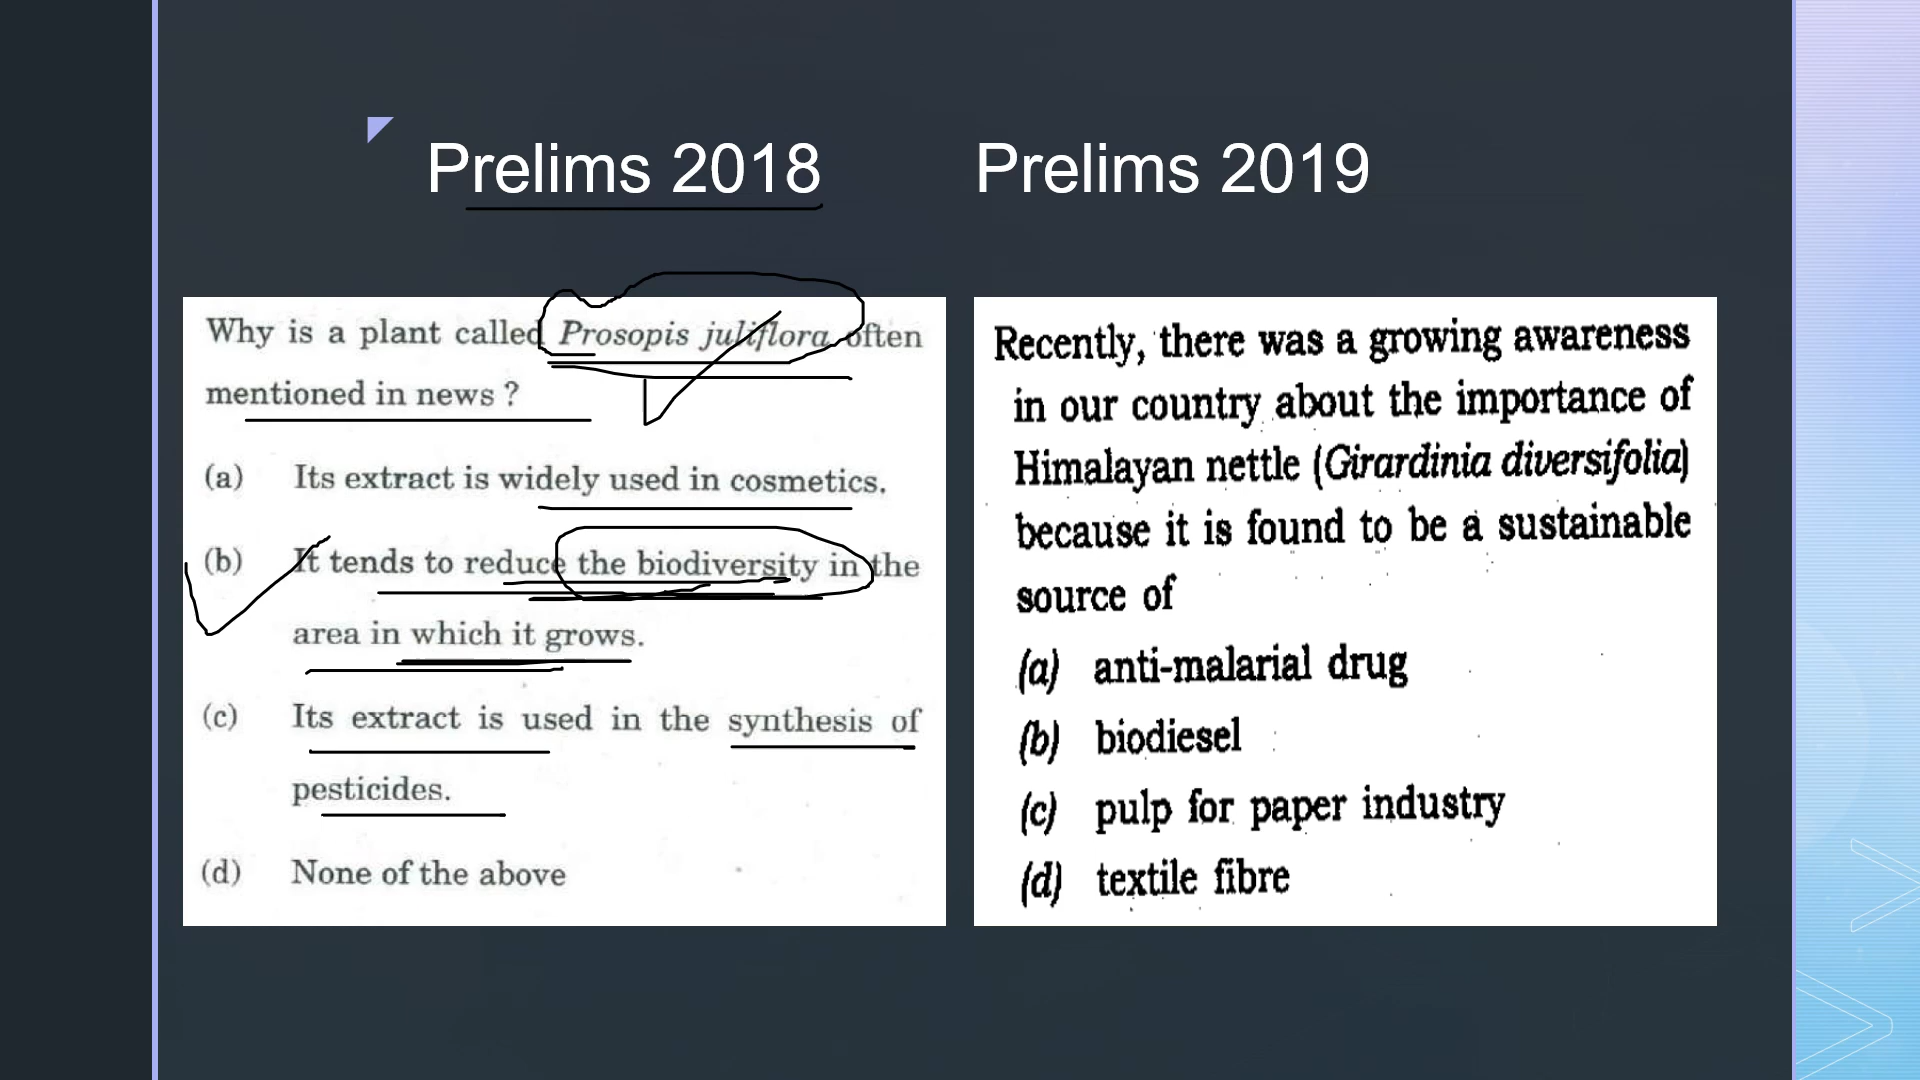 Prelims 2018
Prelims 2019
Why is a plant called Prosopis juliflora often
mentioned in news ?
(a) Its extract is widely used in cosmetics.
(b) It tends to reduce the biodiversity in the
area in which it grows.
(c) Its extract is used in the synthesis of
pesticides.
(d) None of the above
Recently, there was a growing awareness
in our country about the importance of
Himalayan nettle (Girardinia diversifolia)
because it is found to be a sustainable
source of
(a) anti-malarial drug
(b) biodiesel
(c) pulp for paper industry
(d) textile fibre